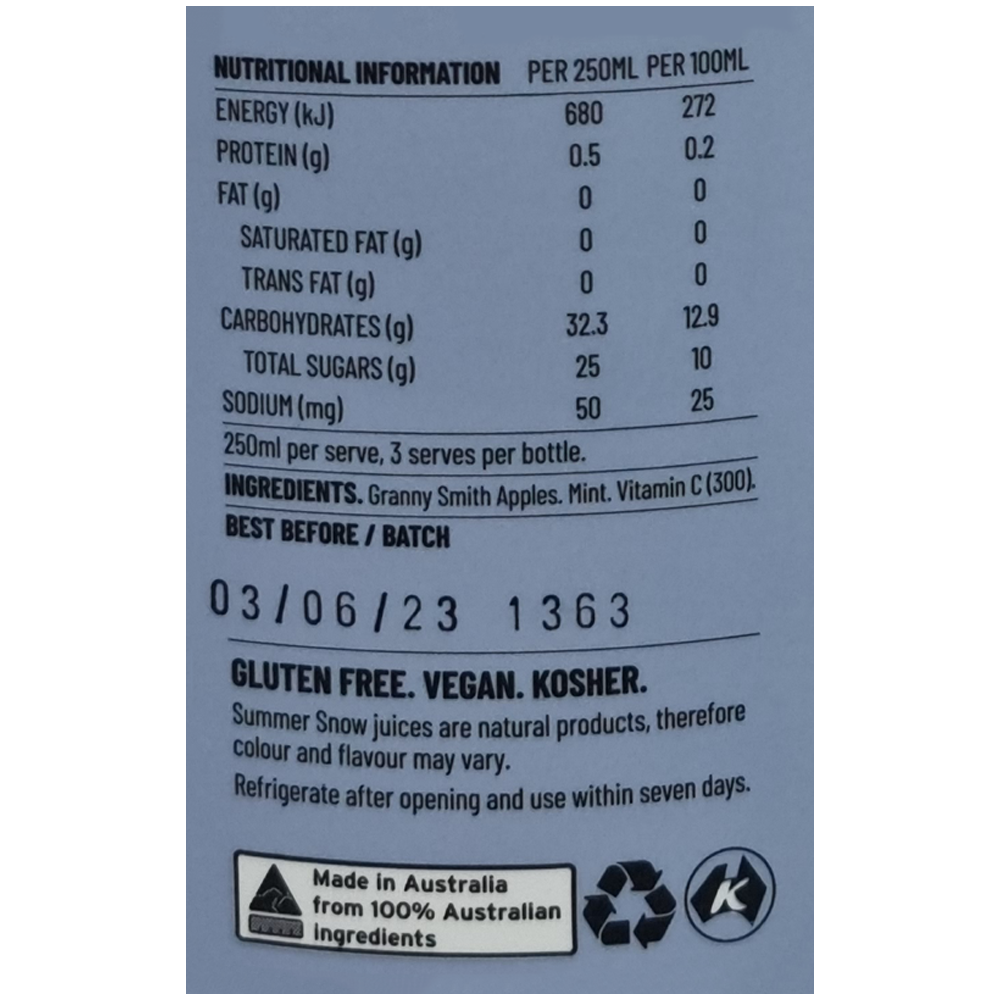 NUTRITIONAL INFORMATION PER 250ML PER 100ML
ENERGY (kJ) 680 272
PROTEIN (g) 0.5 0.2
FAT (g) 0 0
SATURATED FAT (g) 0 0
TRANS FAT (g) 0 0
CARBOHYDRATES (g) 32.3 12.9
TOTAL SUGARS (g) 25 10
SODIUM (mg) 50 25
250ml per serve, 3 serves per bottle.
INGREDIENTS. Granny Smith Apples. Mint. Vitamin C (300).
BEST BEFORE / BATCH
03/06/23 1363
GLUTEN FREE. VEGAN. KOSHER.
Summer Snow juices are natural products, therefore
colour and flavour may vary.
Refrigerate after opening and use within seven days.
Made in Australia
from 100% Australian
ingredients
K